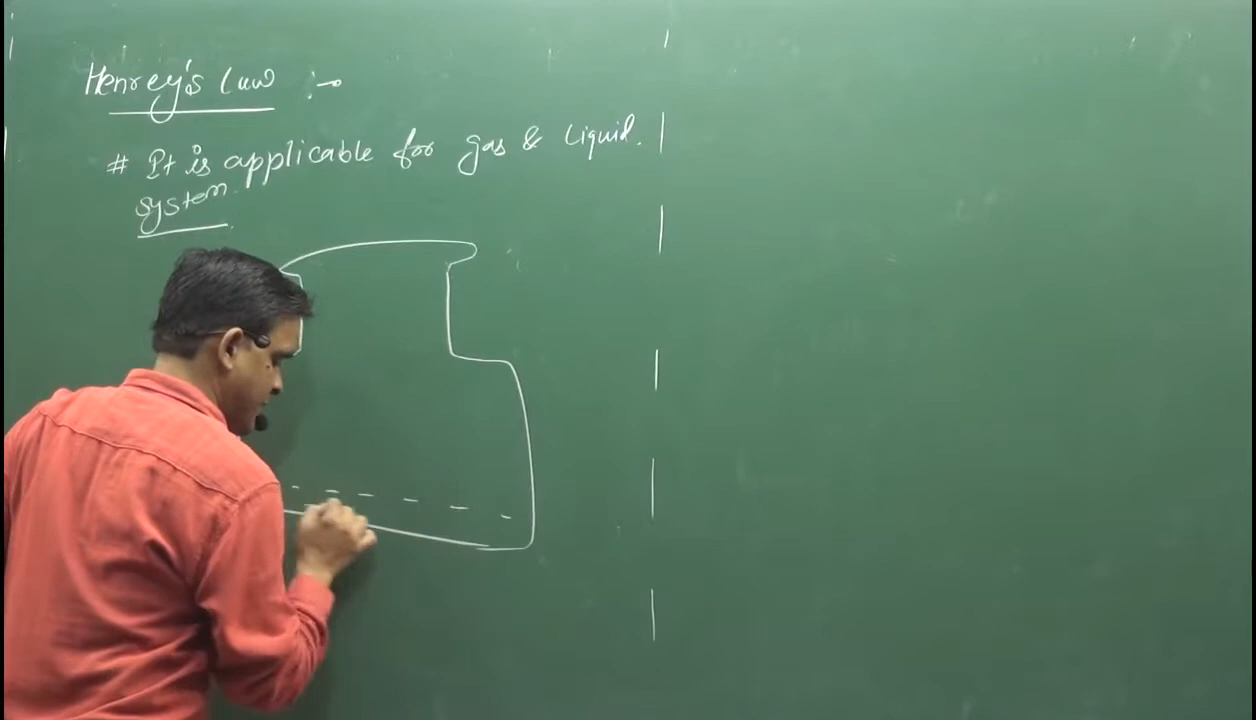 Henrey's Law :-
# It is applicable for gas & Liquid.
system.